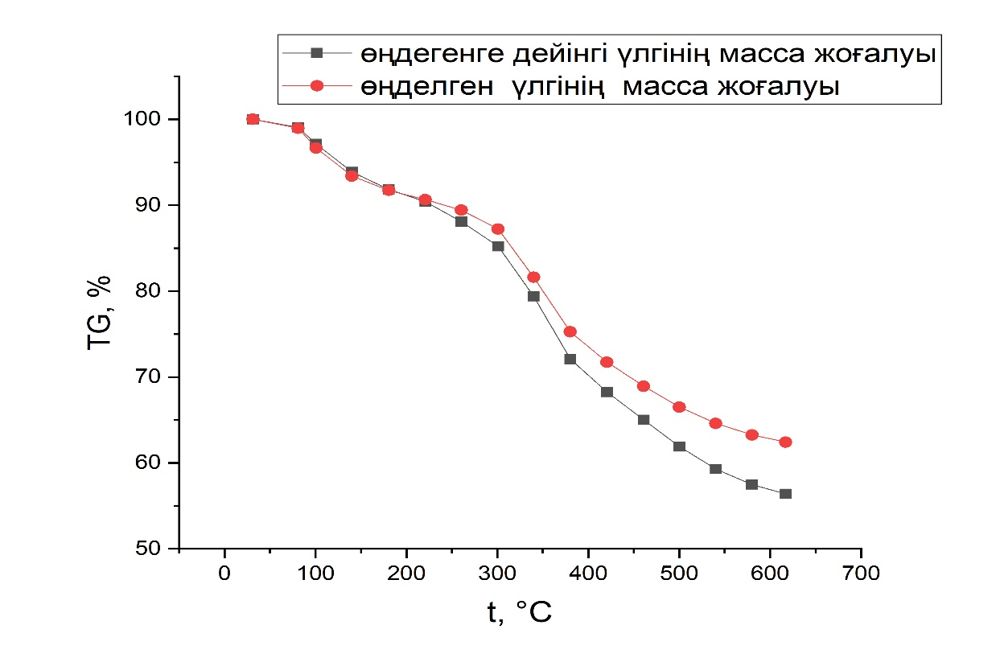 өңдегенге дейінгі үлгінің масса жоғалуы
өңделген үлгінің масса жоғалуы
100
90
80
70
60
50
TG, %
0 100 200 300 400 500 600 700
t, °C